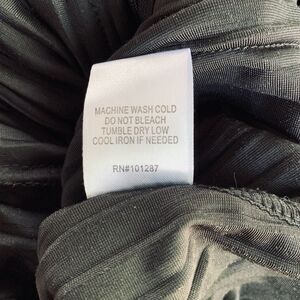 MACHINE WASH COLD
DO NOT BLEACH
TUMBLE DRY LOW
COOL IRON IF NEEDED
RN#101287